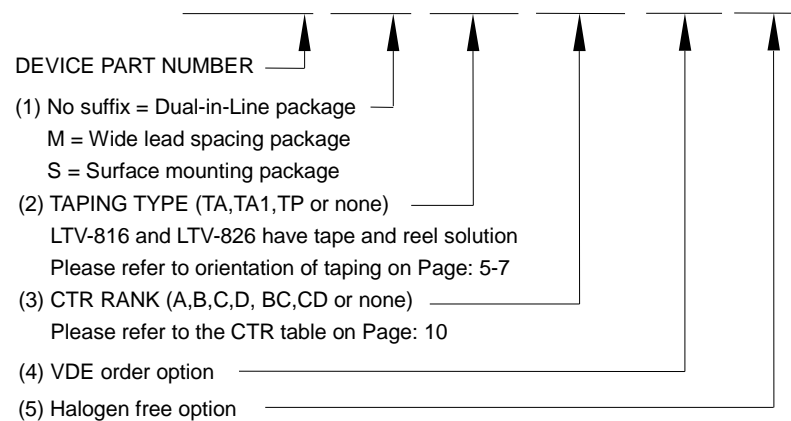 DEVICE PART NUMBER
(1) No suffix = Dual-in-Line package
M = Wide lead spacing package
S = Surface mounting package
(2) TAPING TYPE (TA,TA1,TP or none)
LTV-816 and LTV-826 have tape and reel solution
Please refer to orientation of taping on Page: 5-7
(3) CTR RANK (A,B,C,D, BC,CD or none)
Please refer to the CTR table on Page: 10
(4) VDE order option
(5) Halogen free option